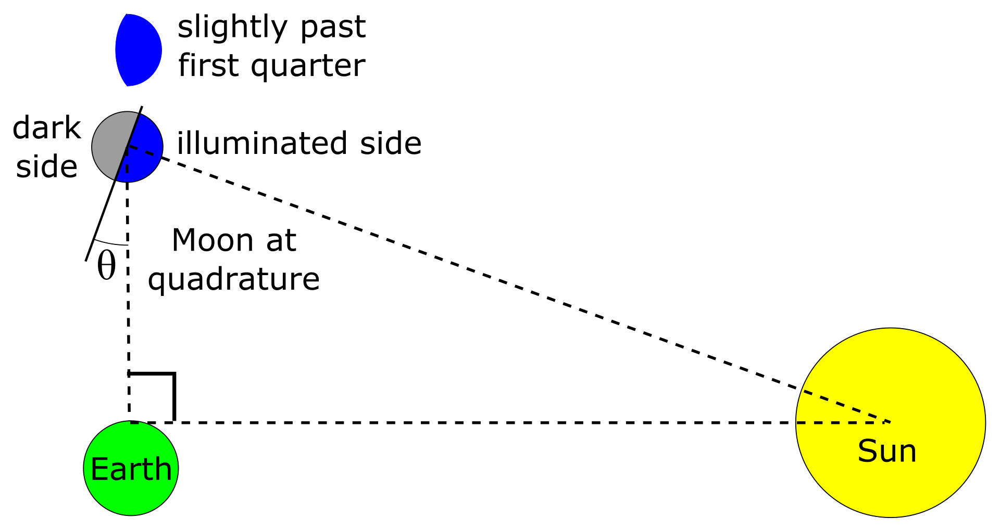 slightly past
first quarter
dark
side
illuminated side
Moon at
quadrature
θ
Earth
Sun